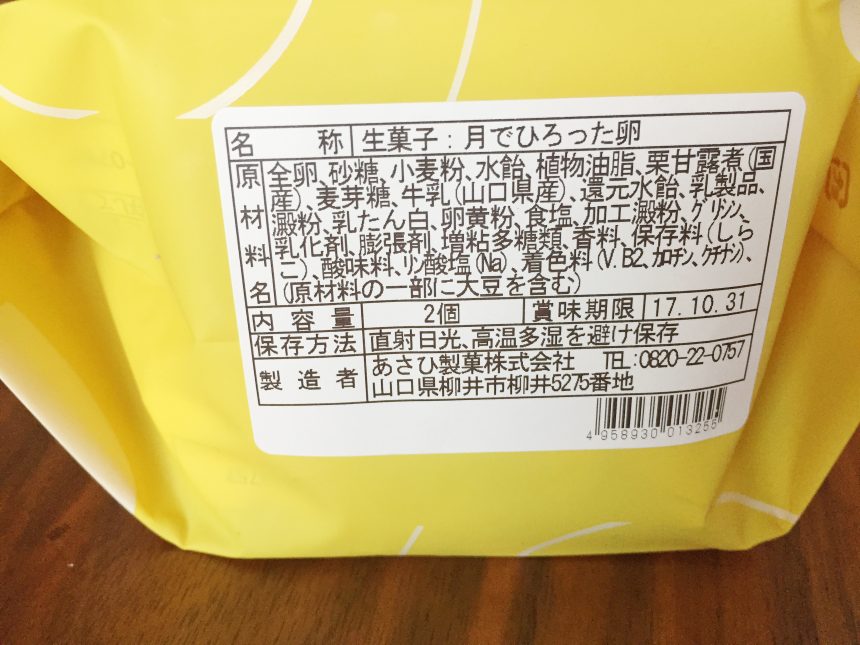 名称 生菓子：月でひろった卵
原材料名 全卵、砂糖、小麦粉、水飴、植物油脂、栗甘露煮（国
産）、麦芽糖、牛乳（山口県産）、還元水飴、乳製品、
澱粉、乳たん白、卵黄粉、食塩、加工澱粉、グリシン、
乳化剤、膨張剤、増粘多糖類、香料、保存料（しら
こ）、酸味料、リン酸塩（Na）、着色料（V.B2、カロチン、クチナシ）、
（原材料の一部に大豆を含む）
内容量 2個 賞味期限 17.10.31
保存方法 直射日光、高温多湿を避け保存
製造者 あさひ製菓株式会社 TEL：0820-22-0757
山口県柳井市柳井5275番地
4 958930 013255